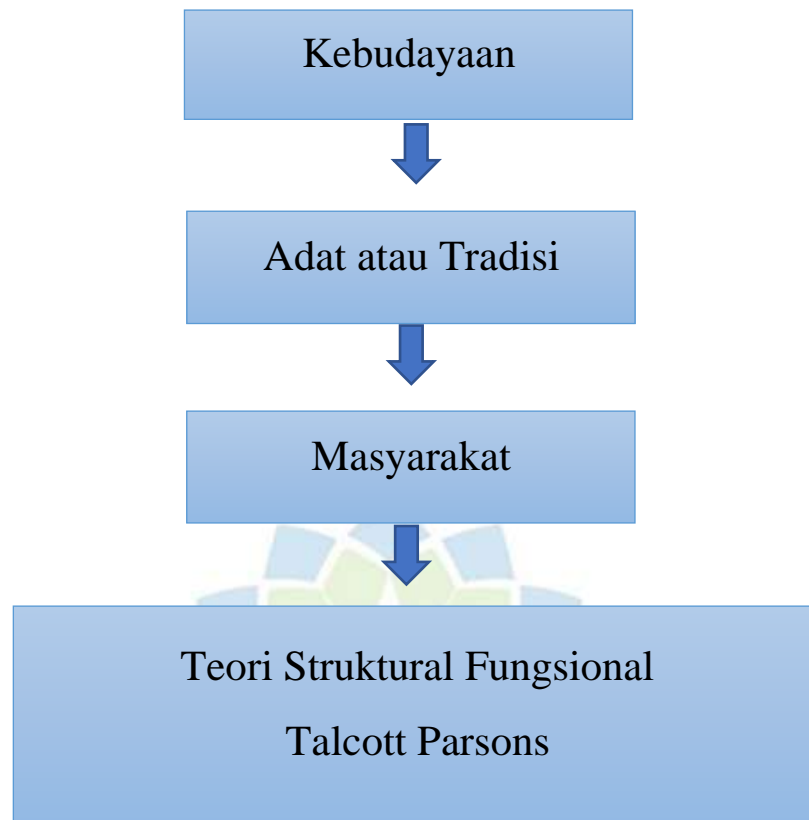 Kebudayaan
Adat atau Tradisi
Masyarakat
Teori Struktural Fungsional
Talcott Parsons